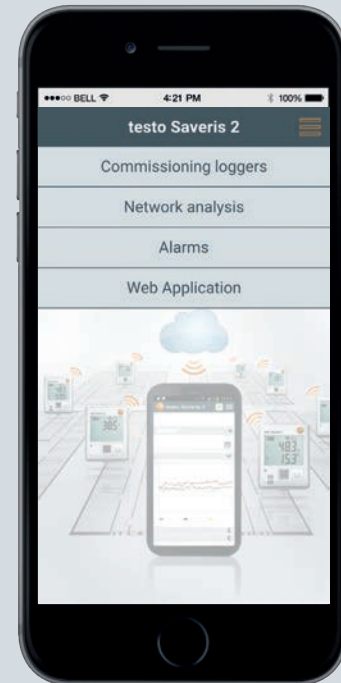 ●●●○○ BELL 4:21 PM 100%
testo Saveris 2
Commissioning loggers
Network analysis
Alarms
Web Application